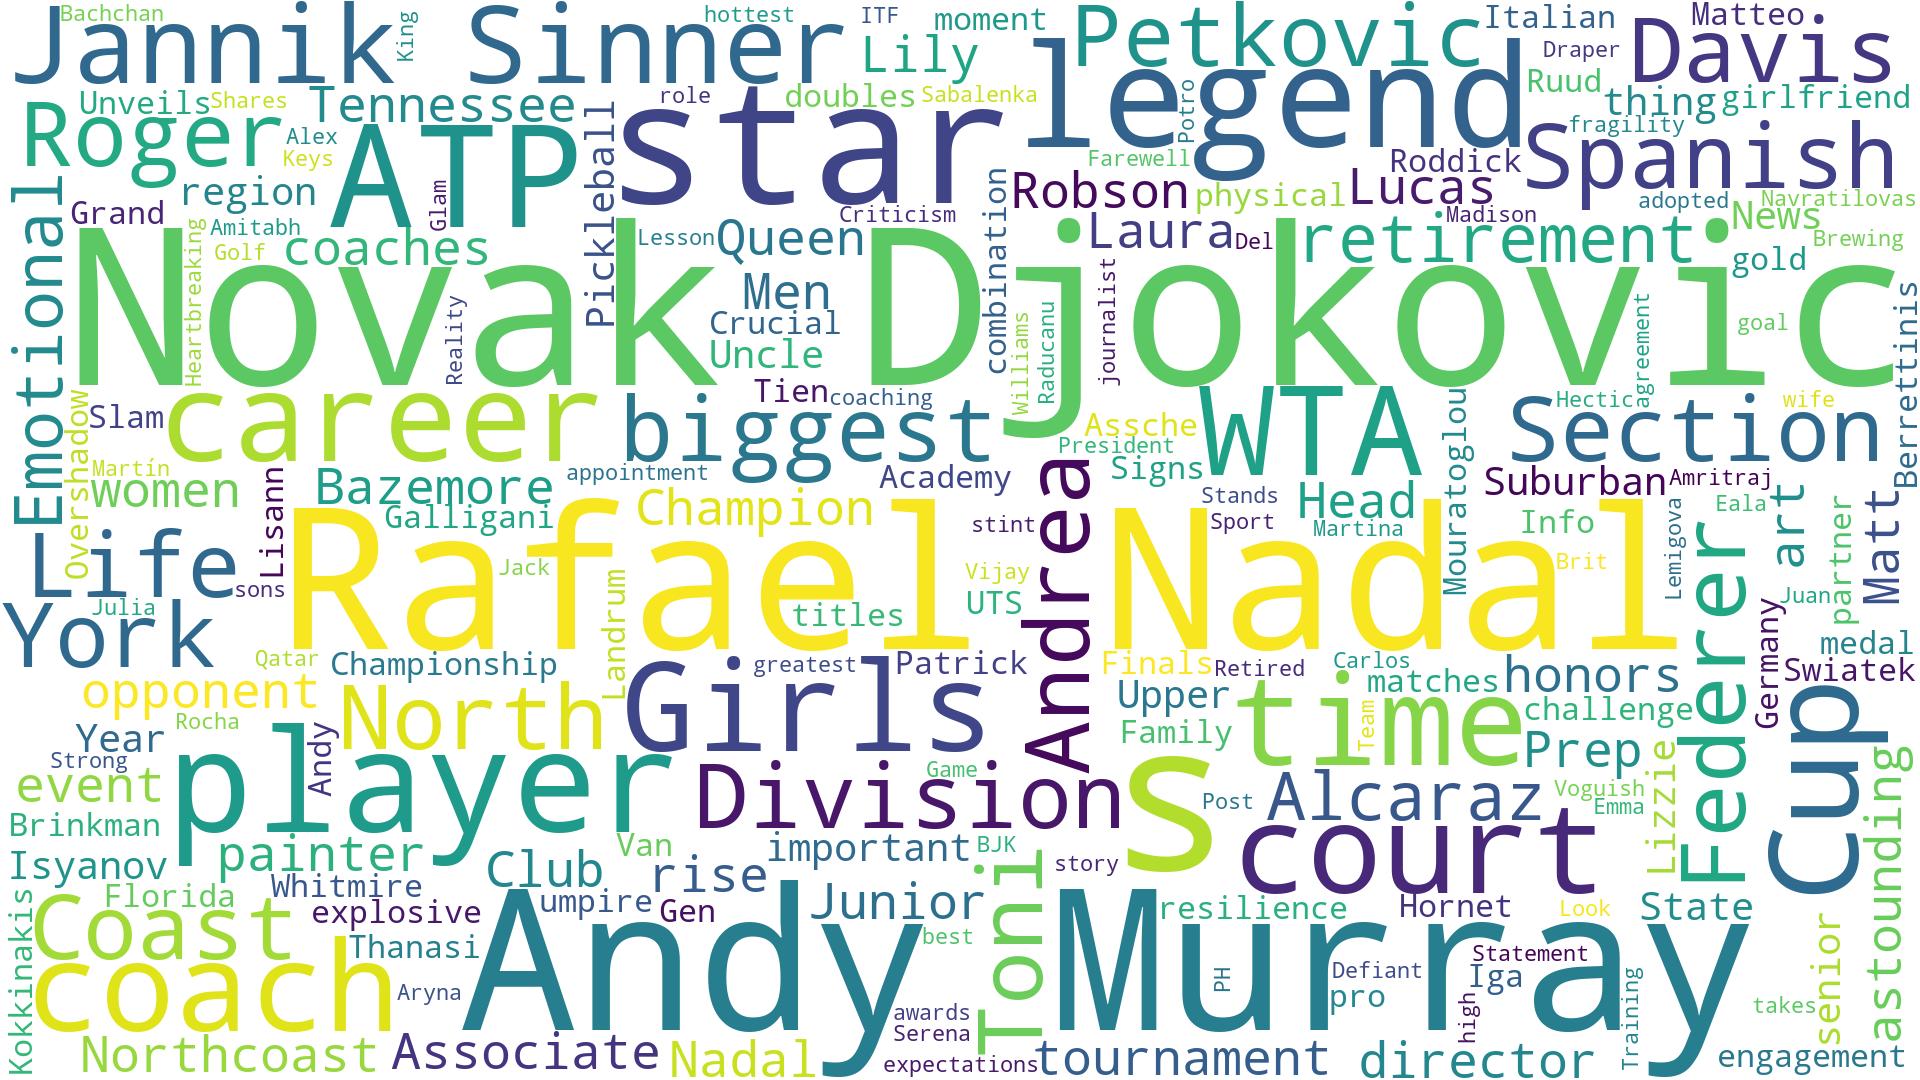 Bachchan
King
Jannik Sinner
hottest
ITF
moment
Lily
Petkovic
Italian
Matteo
Draper
Davis
legend
Ruud
thing
girlfriend
Unveils
Shares
Tennessee
role
doubles
Sabalenka
star
Potro
fragility
Roger
Alex
Keys
ATP
Pickleball
Farewell
Roddick
Spanish
region
Glam
combination
Robson
physical
Lucas
adopted
Navratilovas
Grand
Amitabh
Criticism
Laura
Del
Madison
News
Brewing
Emotional
Heartbreaking
Golf
coaches
Lesson
Queen
retirement
gold
Novak Djokovic
Men
Crucial
Uncle
Reality
Williams
Raducanu
journalist
agreement
goal
Berrettinis
Slam
career
Tien
coaching
biggest
Assche
President
Signs
WTA
Mouratoglou
Hectic
wife
Section
Overshadow
Martín
women
Lisann
Bazemore
appointment
Academy
Andrea
Stands
Sport
Head
Martina
Suburban
Amritraj
Galligani
Champion
stint
Info
Lemigova
Eala
art
partner
Matt
Life
sons
Rafael Nadal
Jack
Landrum
titles
Vijay
UTS
Brit
Federer
Juan
Julia
York
Germany
medal
Swiatek
Qatar
Championship
greatest
Patrick
Finals
Retired
Carlos
matches
honors
opponent
North
Girls
Upper
Family
time
Team
challenge
Cup
Rocha
Year
Strong
Andy
player
Game
Division
s
Post
Alcaraz
Prep
Lizzie
Voguish
Emma
event
Brinkman
painter
Van
important
BJK
court
astounding
Isyanov
Club
rise
story
Whitmire
Florida
explosive
umpire
Gen
Junior
Toni
resilience
Hornet
Look
State
Kokkinakis
Coast
Thanasi
Andy Murray
best
Statement
senior
coach
Aryna
PH
Defiant
pro
Iga
high
Training
takes
awards
Serena
Northcoast
Associate
Nadal
expectations
tournament
director
engagement